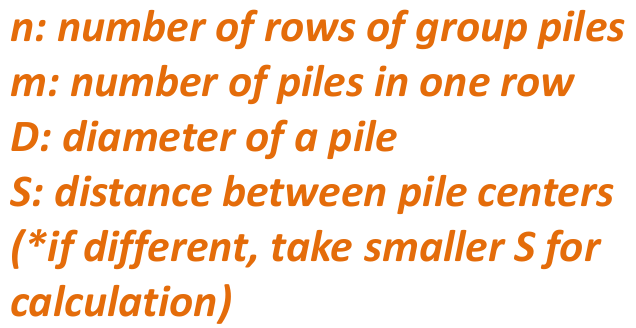 n: number of rows of group piles
m: number of piles in one row
D: diameter of a pile
S: distance between pile centers
(*if different, take smaller S for
calculation)